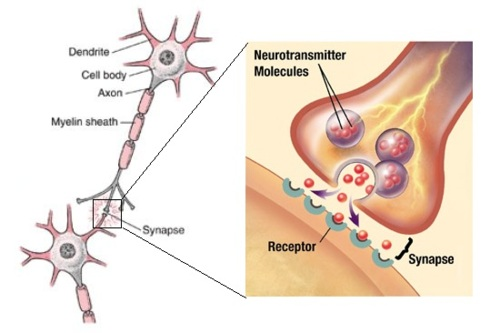 Dendrite
Cell body
Axon
Myelin sheath
Synapse
Neurotransmitter
Molecules
Receptor
Synapse